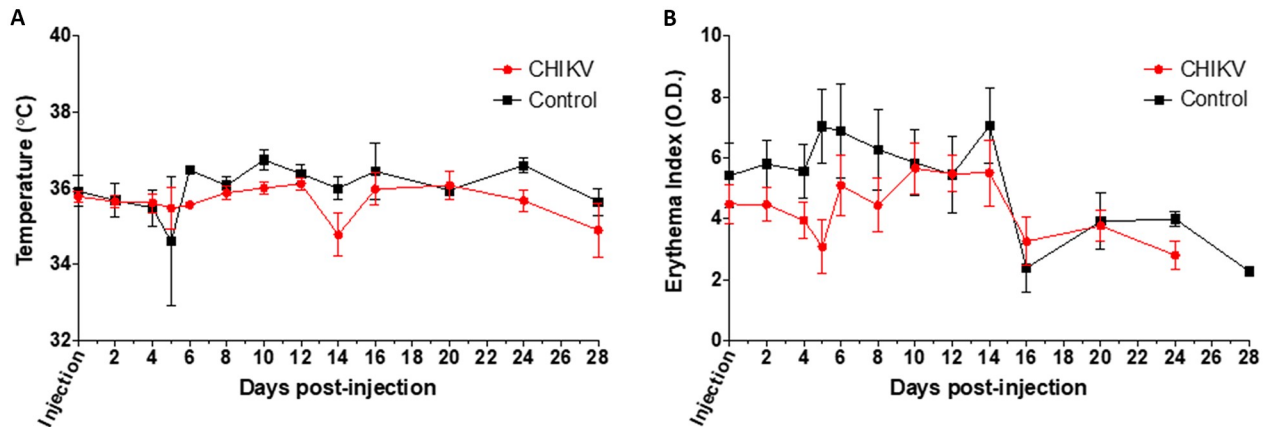 A
40
38
36
34
32
Temperature (°C)
CHIKV
Control
Injection 2 4 6 8 10 12 14 16 18 20 22 24 26 28
Days post-injection
B
10
8
6
4
2
0
Erythema Index (O.D.)
CHIKV
Control
Injection 2 4 6 8 10 12 14 16 18 20 22 24 26 28
Days post-injection